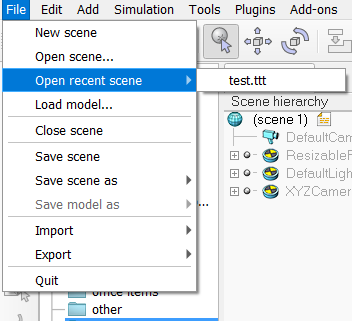 File Edit Add Simulation Tools Plugins Add-ons
New scene
Open scene...
Open recent scene
test.ttt
Load model...
Scene hierarchy
Close scene
(scene 1)
DefaultCam
Save scene
ResizableF
Save scene as
DefaultLigh
Save model as
XYZCamer
Import
Export
Quit
office items
other